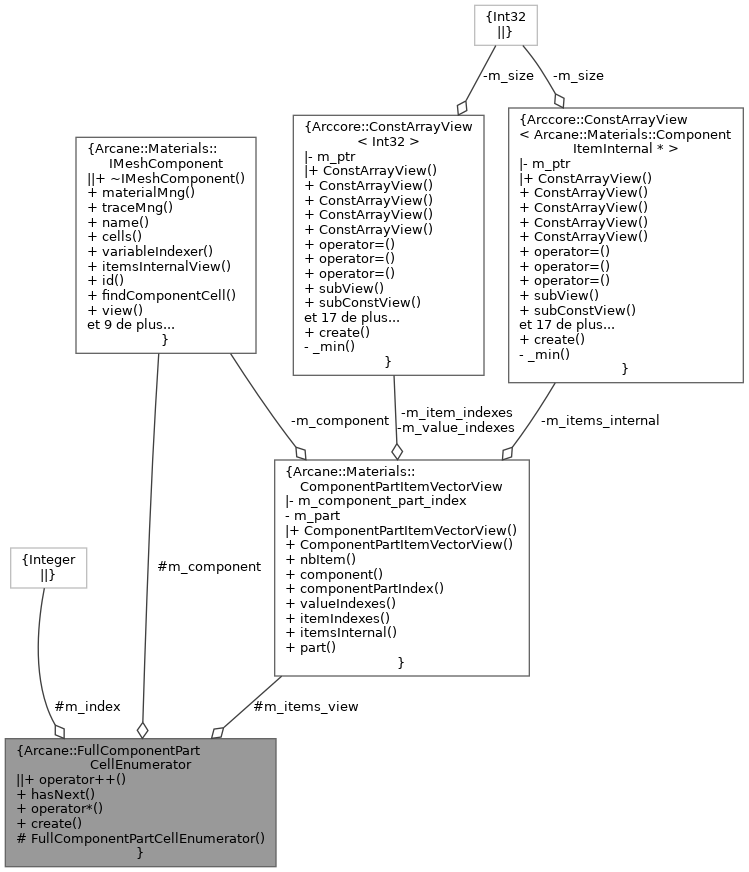 {Int32
||}
-m_size
-m_size
{Arccore::ConstArrayView
< Int32 >
|- m_ptr
|+ ConstArrayView()
+ ConstArrayView()
+ ConstArrayView()
+ ConstArrayView()
+ ConstArrayView()
+ operator=()
+ operator=()
+ operator=()
+ subView()
+ subConstView()
et 17 de plus...
+ create()
- _min()
}
{Arccore::ConstArrayView
< Arcane::Materials::Component
ItemInternal * >
|- m_ptr
|+ ConstArrayView()
+ ConstArrayView()
+ ConstArrayView()
+ ConstArrayView()
+ ConstArrayView()
+ operator=()
+ operator=()
+ operator=()
+ subView()
+ subConstView()
et 17 de plus...
+ create()
- _min()
}
{Arcane::Materials::
IMeshComponent
||+ ~IMeshComponent()
+ materialMng()
+ traceMng()
+ name()
+ cells()
+ variableIndexer()
+ itemsInternalView()
+ id()
+ findComponentCell()
+ view()
et 9 de plus...
}
-m_component
-m_item_indexes
-m_value_indexes
-m_items_internal
{Arcane::Materials::
ComponentPartItemVectorView
|- m_component_part_index
- m_part
|+ ComponentPartItemVectorView()
+ ComponentPartItemVectorView()
+ nbItem()
+ component()
+ componentPartIndex()
+ valueIndexes()
+ itemIndexes()
+ itemsInternal()
+ part()
}
{Integer
||}
#m_component
#m_index
#m_items_view
{Arcane::FullComponentPart
CellEnumerator
||+ operator++()
+ hasNext()
+ operator*()
+ create()
# FullComponentPartCellEnumerator()
}